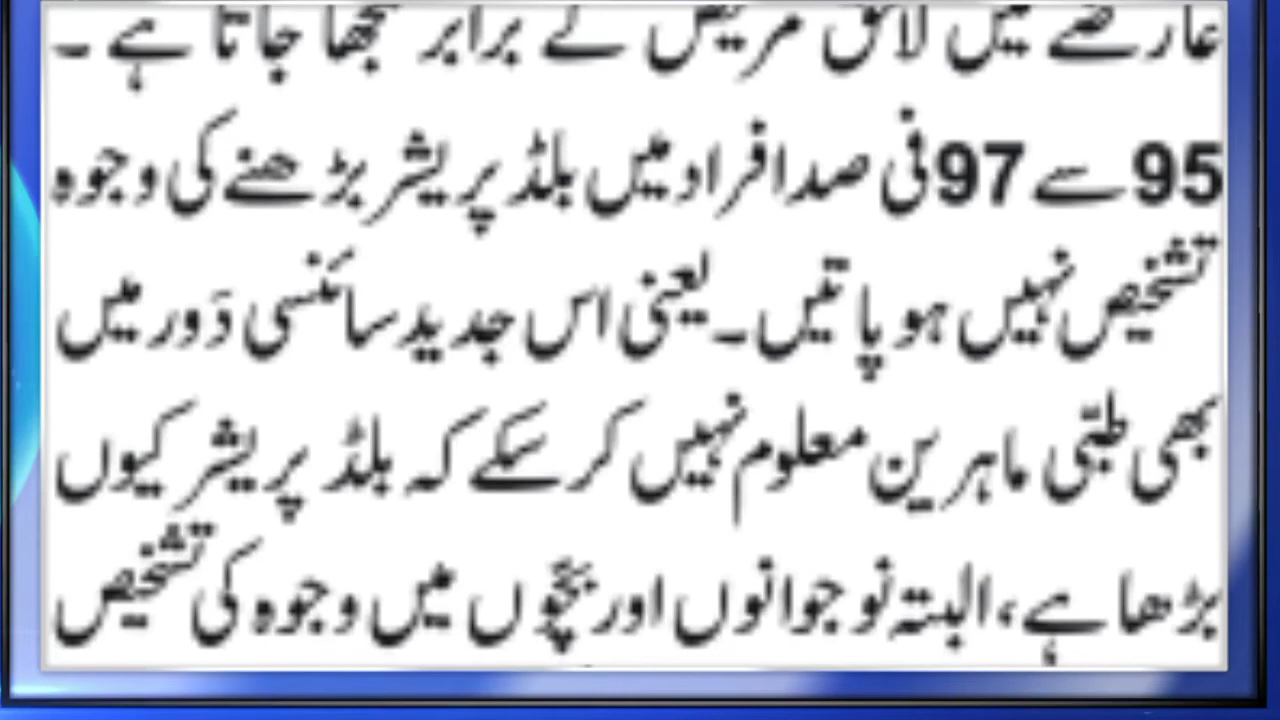 عارضے میں لاحق مریض کے برابر سمجھا جاتا ہے ۔
95 سے 97 فی صد افراد میں بلڈ پریشر بڑھنے کی وجوہ
تشخیص نہیں ہو پاتیں۔ یعنی اس جدید سائنسی دَور میں
بھی طبّی ماہرین معلوم نہیں کر سکے کہ بلڈ پریشر کیوں
بڑھا ہے، البتہ نوجوانوں اور بچّوں میں وجوہ کی تشخیص